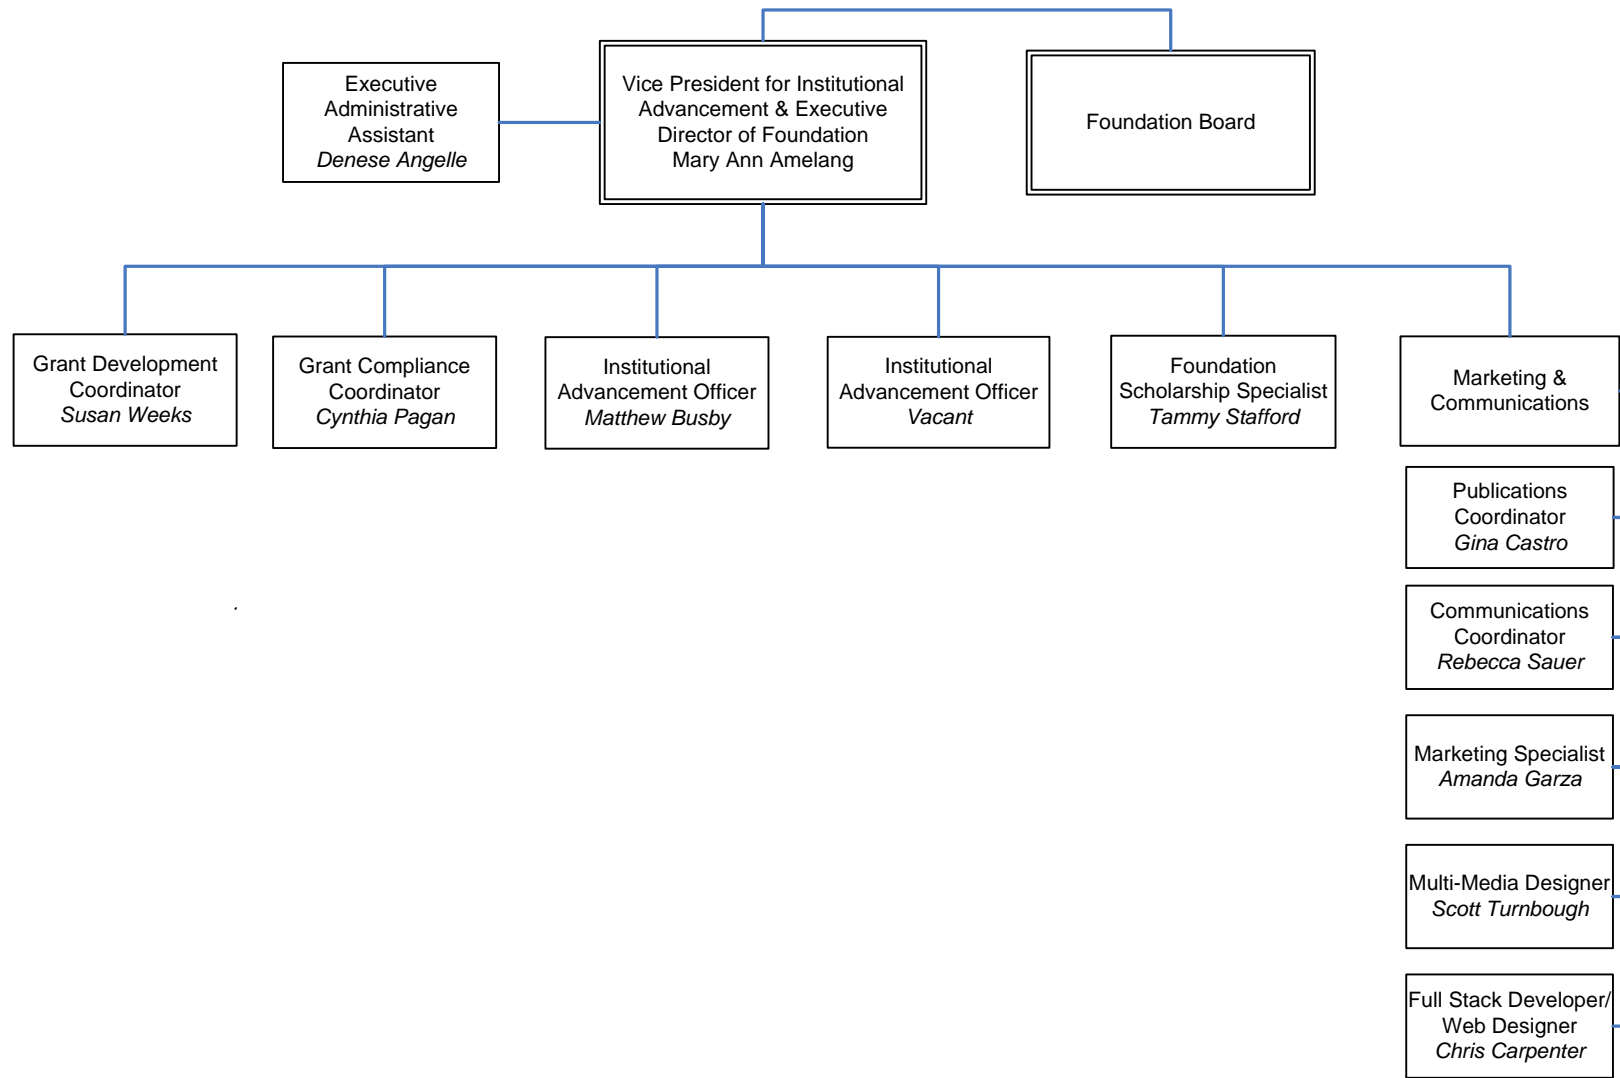 Executive
Administrative
Assistant
Denese Angelle
Vice President for Institutional
Advancement & Executive
Director of Foundation
Mary Ann Amelang
Foundation Board
Grant Development
Coordinator
Susan Weeks
Grant Compliance
Coordinator
Cynthia Pagan
Institutional
Advancement Officer
Matthew Busby
Institutional
Advancement Officer
Vacant
Foundation
Scholarship Specialist
Tammy Stafford
Marketing &
Communications
Publications
Coordinator
Gina Castro
Communications
Coordinator
Rebecca Sauer
Marketing Specialist
Amanda Garza
Multi-Media Designer
Scott Turnbough
Full Stack Developer/
Web Designer
Chris Carpenter
.